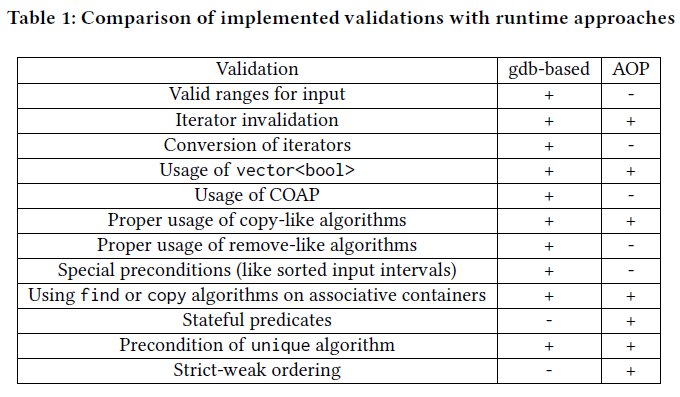 Table 1: Comparison of implemented validations with runtime approaches
Validation gdb-based AOP
Valid ranges for input + -
Iterator invalidation + +
Conversion of iterators + -
Usage of vector<bool> + +
Usage of COAP + -
Proper usage of copy-like algorithms + +
Proper usage of remove-like algorithms + -
Special preconditions (like sorted input intervals) + -
Using find or copy algorithms on associative containers + +
Stateful predicates - +
Precondition of unique algorithm + +
Strict-weak ordering - +